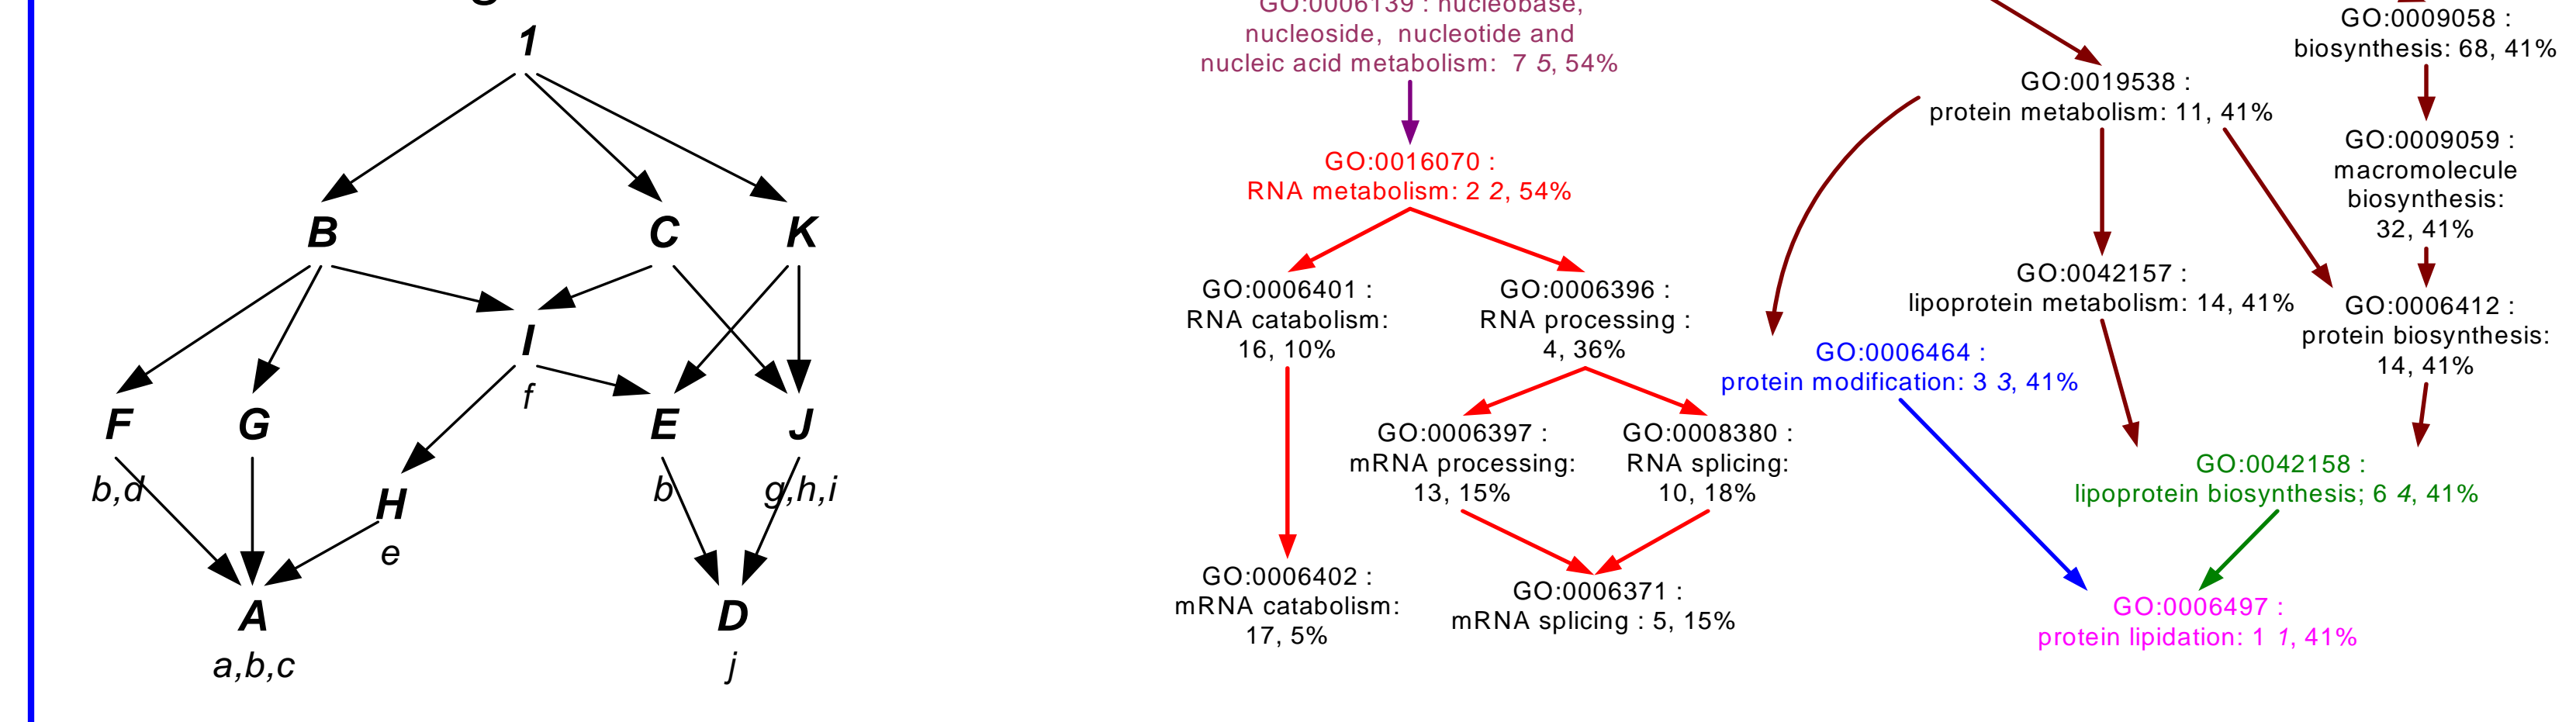 1
B
C
K
I
f
F
G
E
J
b,d
H
b
g,h,i
e
A
D
a,b,c
j
GO:0006139 : nucleobase,
nucleoside, nucleotide and
nucleic acid metabolism: 7 5, 54%
GO:0016070 :
RNA metabolism: 2 2, 54%
GO:0006401 :
RNA catabolism:
16, 10%
GO:0006396 :
RNA processing :
4, 36%
GO:0006397 :
mRNA processing:
13, 15%
GO:0008380 :
RNA splicing:
10, 18%
GO:0006402 :
mRNA catabolism:
17, 5%
GO:0006371 :
mRNA splicing : 5, 15%
GO:0009058 :
biosynthesis: 68, 41%
GO:0019538 :
protein metabolism: 11, 41%
GO:0009059 :
macromolecule
biosynthesis:
32, 41%
GO:0042157 :
lipoprotein metabolism: 14, 41%
GO:0006412 :
protein biosynthesis:
14, 41%
GO:0006464 :
protein modification: 3 3, 41%
GO:0042158 :
lipoprotein biosynthesis; 6 4, 41%
GO:0006497 :
protein lipidation: 1 1, 41%